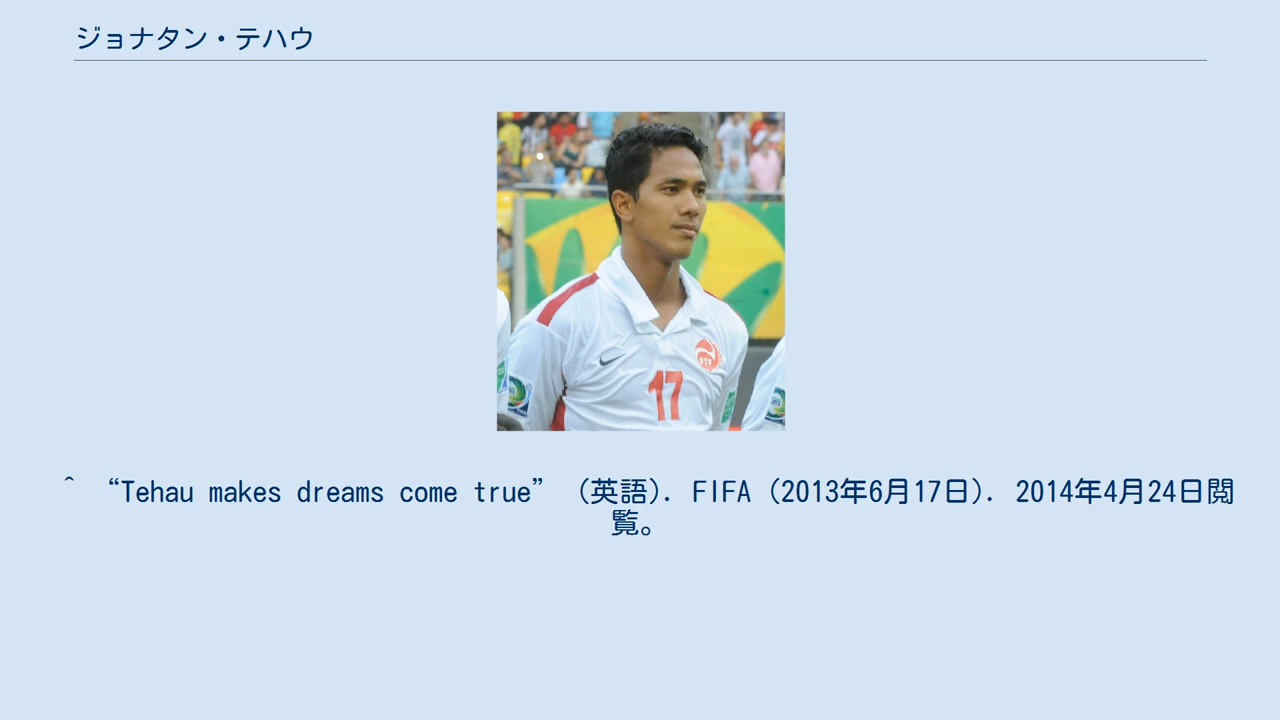 ジョナタン・テハウ
FTF
17
^ “Tehau makes dreams come true” (英語). FIFA (2013年6月17日). 2014年4月24日閲
覧。